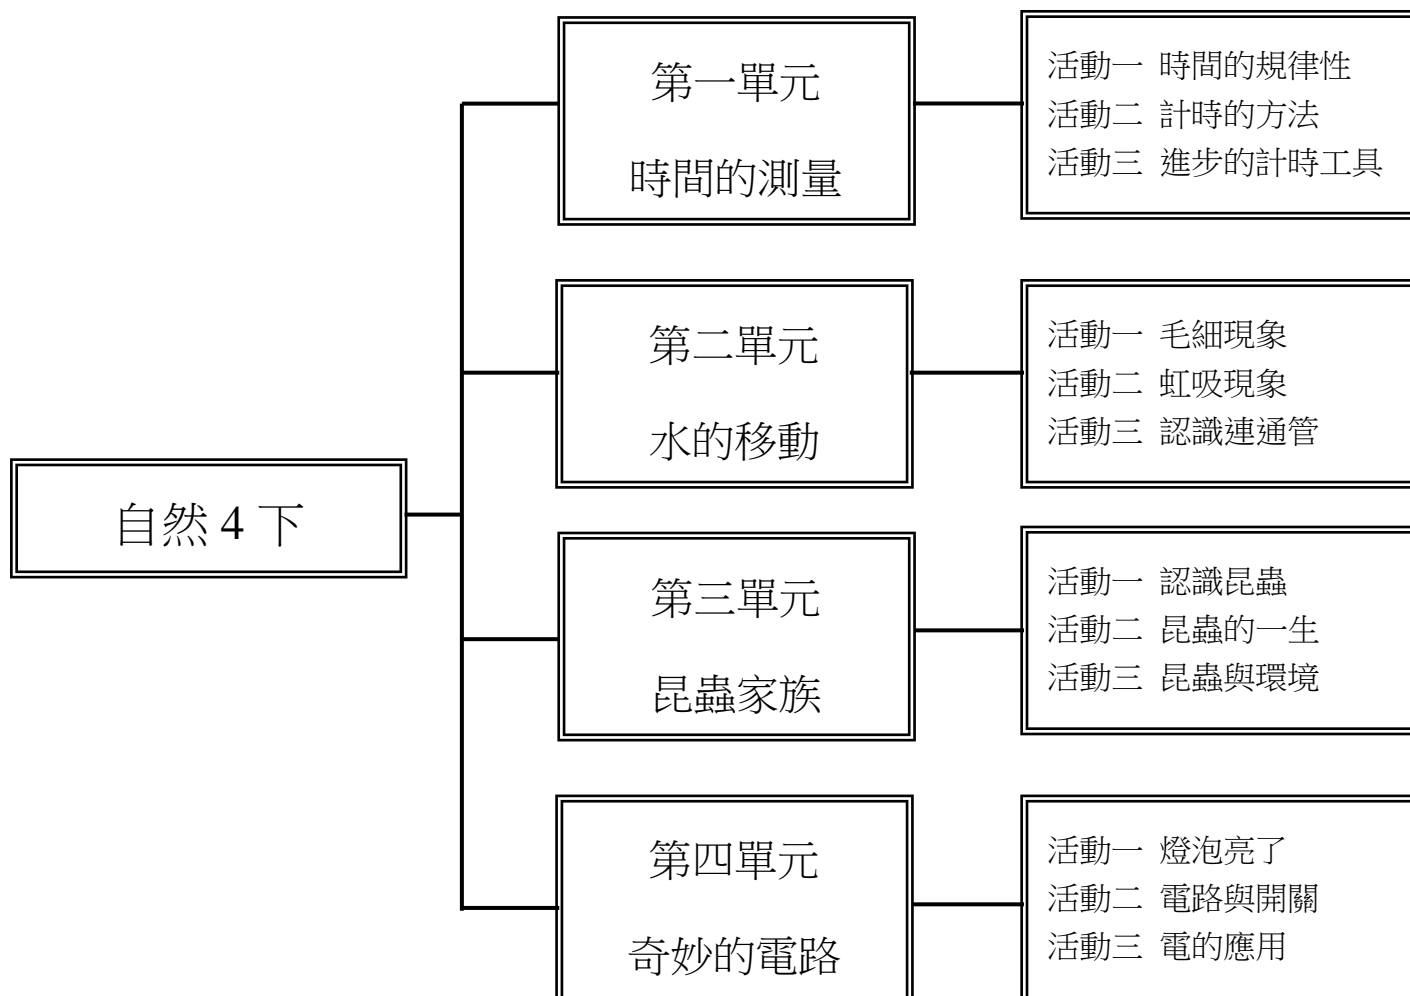 自然 4 下
第一單元
時間的測量
活動一 時間的規律性
活動二 計時的方法
活動三 進步的計時工具
第二單元
水的移動
活動一 毛細現象
活動二 虹吸現象
活動三 認識連通管
第三單元
昆蟲家族
活動一 認識昆蟲
活動二 昆蟲的一生
活動三 昆蟲與環境
第四單元
奇妙的電路
活動一 燈泡亮了
活動二 電路與開關
活動三 電的應用